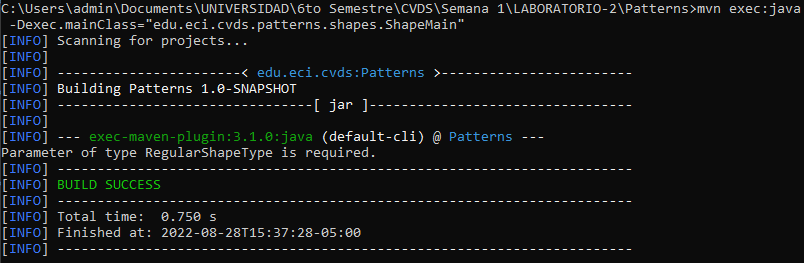 C:\Users\admin\Documents\UNIVERSIDAD\6to Semestre\CVDS\Semana 1\LABORATORIO-2\Patterns>mvn exec:java
 -Dexec.mainClass="edu.eci.cvds.patterns.shapes.ShapeMain"
[INFO] Scanning for projects...
[INFO]
[INFO] -----------------------< edu.eci.cvds:Patterns >------------------------
[INFO] Building Patterns 1.0-SNAPSHOT
[INFO] --------------------------------[ jar ]---------------------------------
[INFO]
[INFO] --- exec-maven-plugin:3.1.0:java (default-cli) @ Patterns ---
Parameter of type RegularShapeType is required.
[INFO] ------------------------------------------------------------------------
[INFO] BUILD SUCCESS
[INFO] ------------------------------------------------------------------------
[INFO] Total time:  0.750 s
[INFO] Finished at: 2022-08-28T15:37:28-05:00
[INFO] ------------------------------------------------------------------------